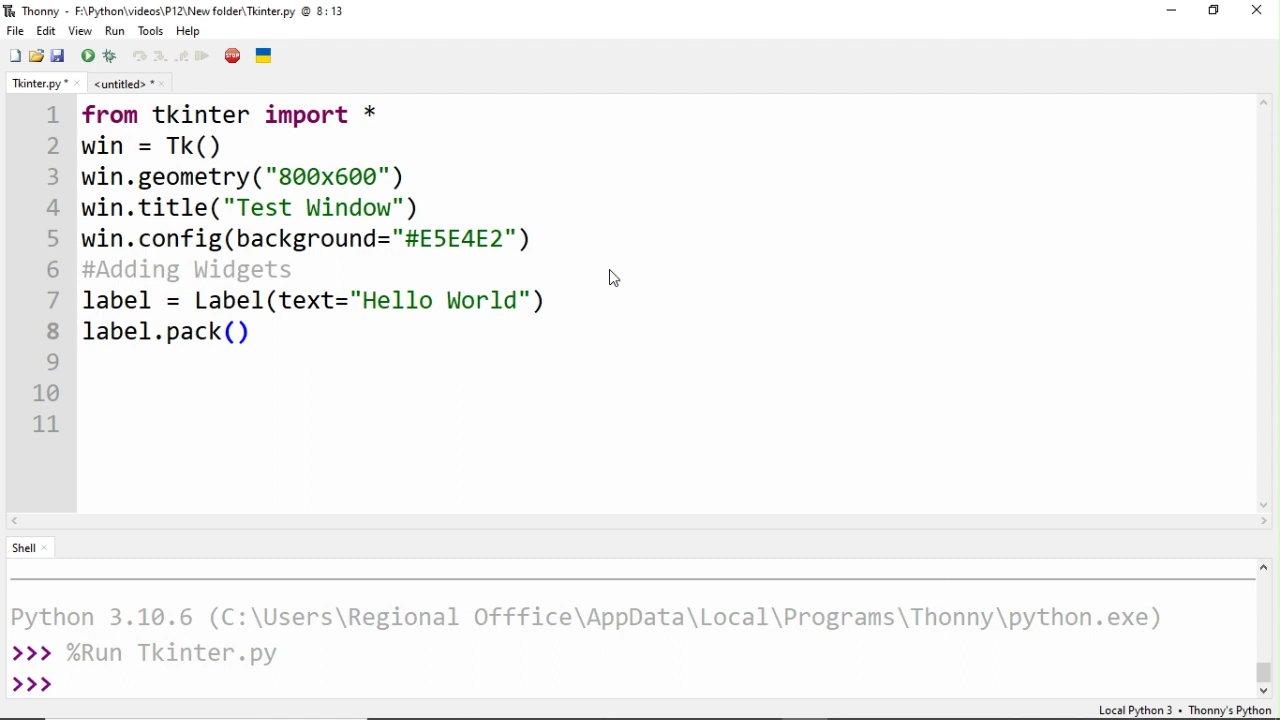 Thonny - F:\Python\videos\P12\New folder\Tkinter.py @ 8:13
File Edit View Run Tools Help
STOP
Tkinter.py * × <untitled> * ×
1 from tkinter import *
2 win = Tk()
3 win.geometry("800x600")
4 win.title("Test Window")
5 win.config(background="#E5E4E2")
6 #Adding Widgets
7 label = Label(text="Hello World")
8 label.pack()
9
10
11
Shell ×
Python 3.10.6 (C:\Users\Regional Offfice\AppData\Local\Programs\Thonny\python.exe)
>>> %Run Tkinter.py
>>>
Local Python 3 • Thonny's Python